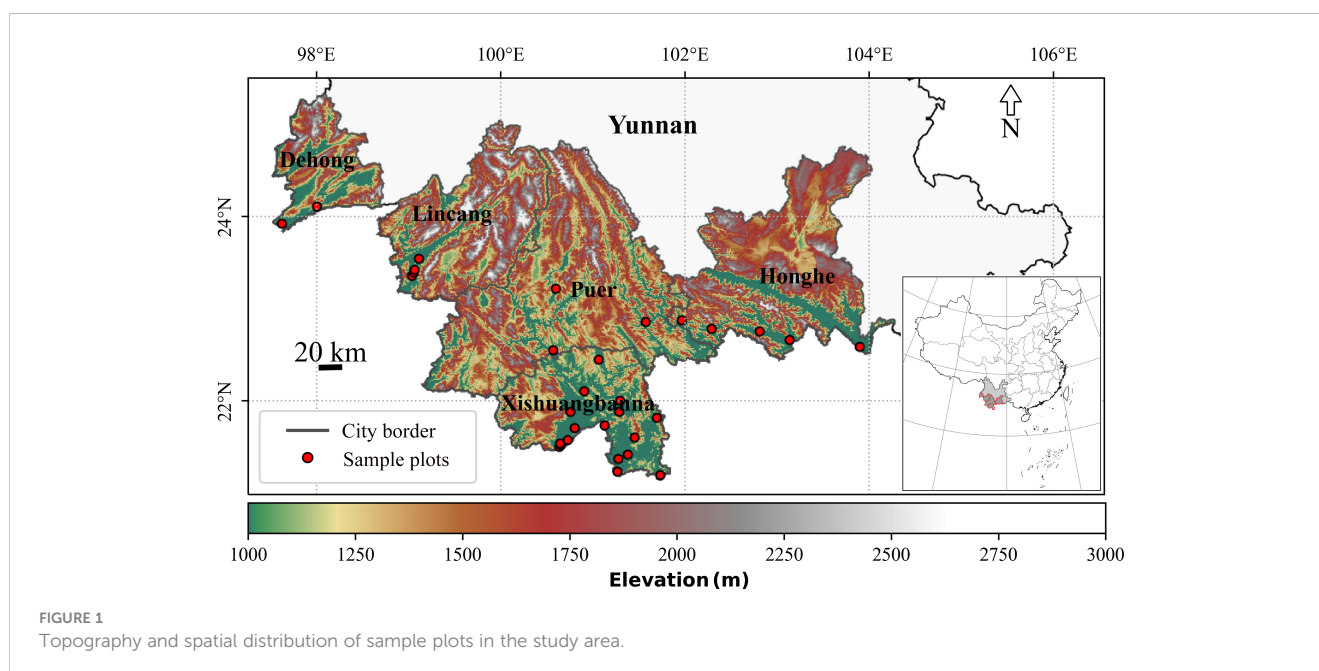 98°E 100°E 102°E 104°E 106°E
N
Yunnan
Dehong
Lincang
24°N
Honghe
Puer
20 km
22°N
Xishuangbanna
City border
Sample plots
1000 1250 1500 1750 2000 2250 2500 2750 3000
Elevation (m)
FIGURE 1
Topography and spatial distribution of sample plots in the study area.